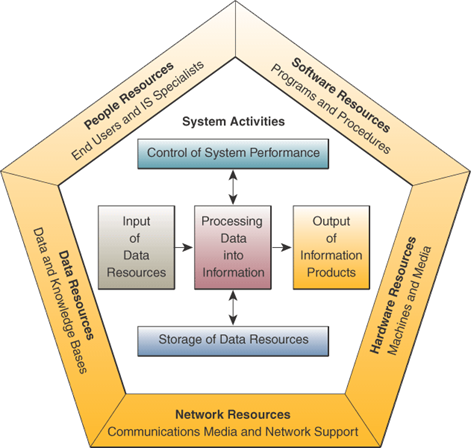 People Resources
End Users and IS Specialists
Software Resources
Programs and Procedures
System Activities
Control of System Performance
Input
of
Data
Resources
Processing
Data
into
Information
Output
of
Information
Products
Storage of Data Resources
Data Resources
Data and Knowledge Bases
Hardware Resources
Machines and Media
Network Resources
Communications Media and Network Support